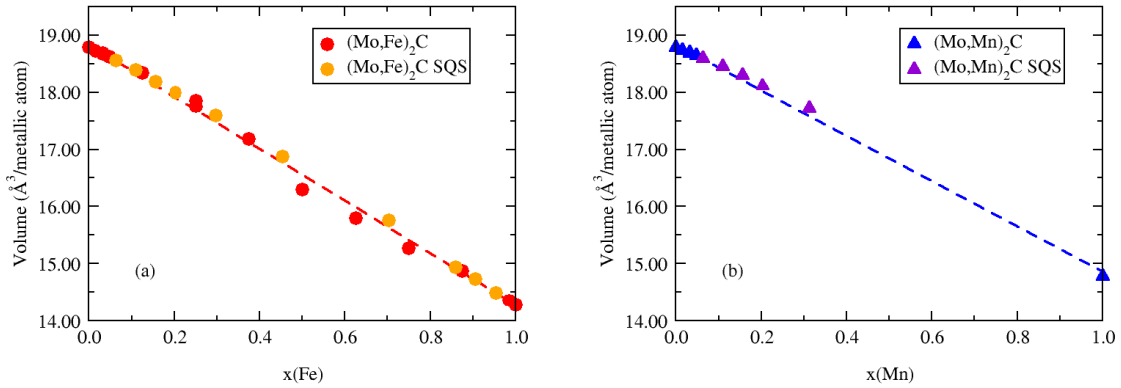 19.00
18.00
17.00
16.00
15.00
14.00
Volume (Å³/metallic atom)
(Mo,Fe)₂C
(Mo,Fe)₂C SQS
(a)
0.0 0.2 0.4 0.6 0.8 1.0
x(Fe)
19.00
18.00
17.00
16.00
15.00
14.00
Volume (Å³/metallic atom)
(Mo,Mn)₂C
(Mo,Mn)₂C SQS
(b)
0.0 0.2 0.4 0.6 0.8 1.0
x(Mn)